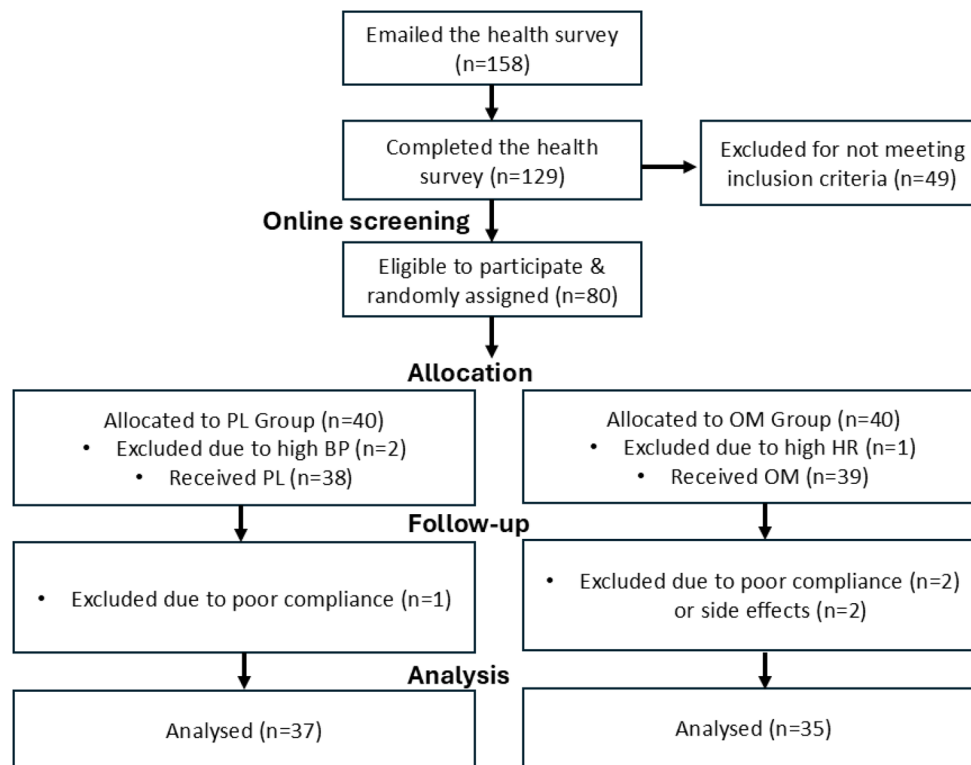 Emailed the health survey
(n=158)
Completed the health
survey (n=129)
Excluded for not meeting
inclusion criteria (n=49)
Online screening
Eligible to participate &
randomly assigned (n=80)
Allocation
Allocated to PL Group (n=40)
• Excluded due to high BP (n=2)
• Received PL (n=38)
Allocated to OM Group (n=40)
• Excluded due to high HR (n=1)
• Received OM (n=39)
Follow-up
• Excluded due to poor compliance (n=1)
• Excluded due to poor compliance (n=2)
or side effects (n=2)
Analysis
Analysed (n=37)
Analysed (n=35)